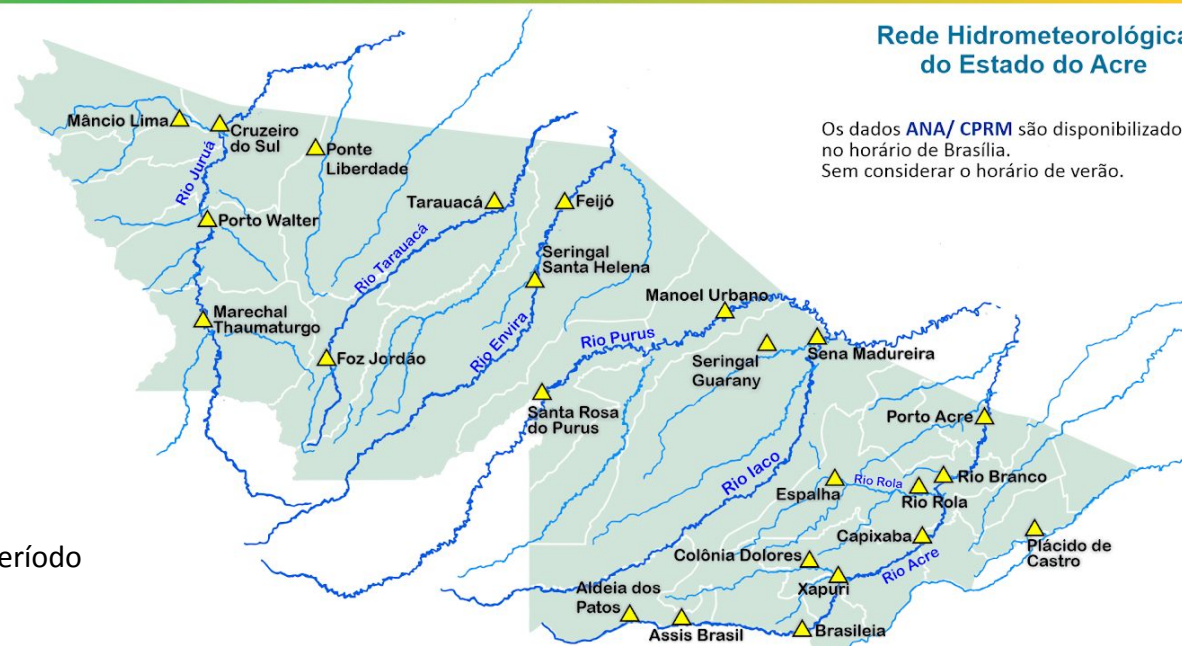 Rede Hidrometeorológica
do Estado do Acre
Os dados ANA/ CPRM são disponibilizado
no horário de Brasília.
Sem considerar o horário de verão.
Mâncio Lima
Cruzeiro
do Sul
Ponte
Liberdade
Rio Juruá
Porto Walter
Tarauacá
Feijó
Rio Tarauacá
Seringal
Santa Helena
Marechal
Thaumaturgo
Foz Jordão
Rio Envira
Manoel Urbano
Rio Purus
Seringal
Guarany
Sena Madureira
Santa Rosa
do Purus
Porto Acre
Rio Iaco
Espalha
Rio Rola
Rio Rola
Rio Branco
Capixaba
Plácido de
Castro
Colônia Dolores
Rio Acre
Xapuri
Aldeia dos
Patos
Assis Brasil
Brasileia
eríodo